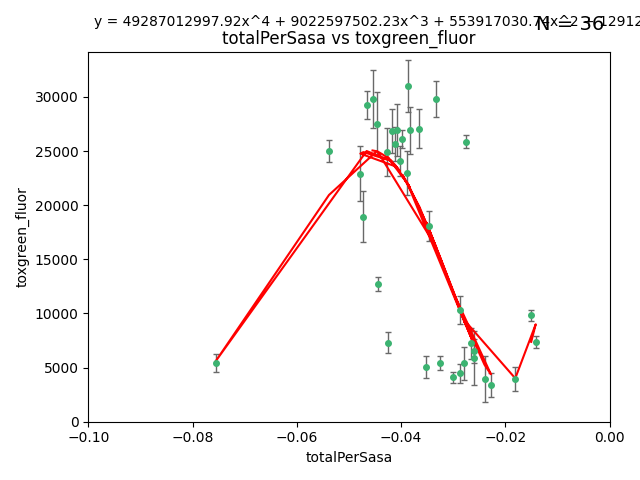 y = 49287012997.92x^4 + 9022597502.23x^3 + 553917030.74x^2 + 12912
N = 36
totalPerSasa vs toxgreen_fluor
30000
25000
20000
15000
10000
5000
0
toxgreen_fluor
−0.10 −0.08 −0.06 −0.04 −0.02 0.00
totalPerSasa